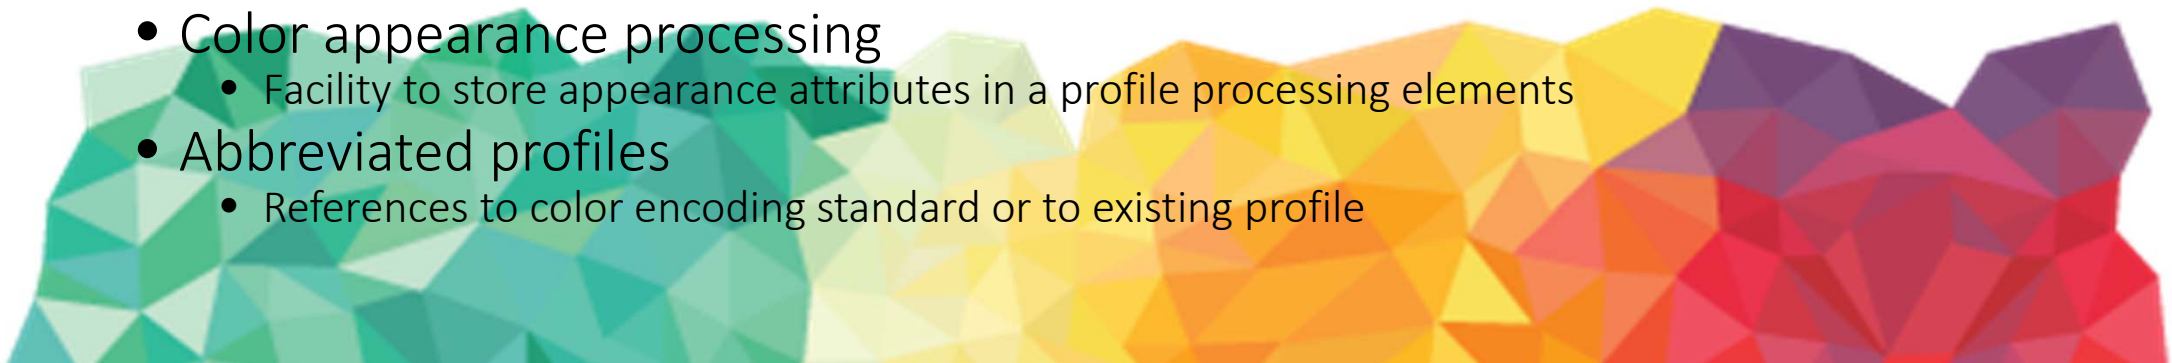 • Color appearance processing
• Facility to store appearance attributes in a profile processing elements
• Abbreviated profiles
• References to color encoding standard or to existing profile